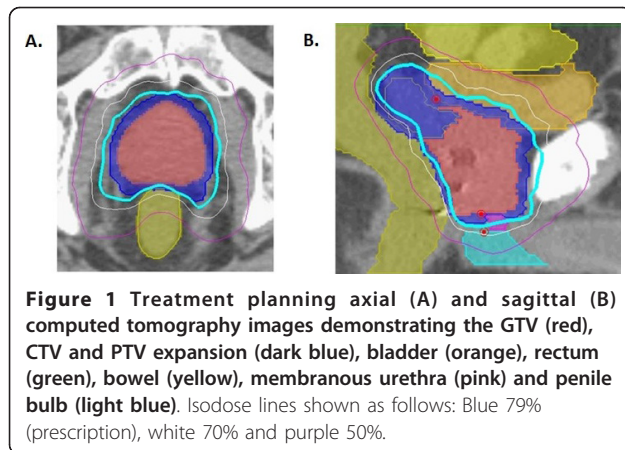 A. B.
Figure 1 Treatment planning axial (A) and sagittal (B)
computed tomography images demonstrating the GTV (red),
CTV and PTV expansion (dark blue), bladder (orange), rectum
(green), bowel (yellow), membranous urethra (pink) and penile
bulb (light blue). Isodose lines shown as follows: Blue 79%
(prescription), white 70% and purple 50%.